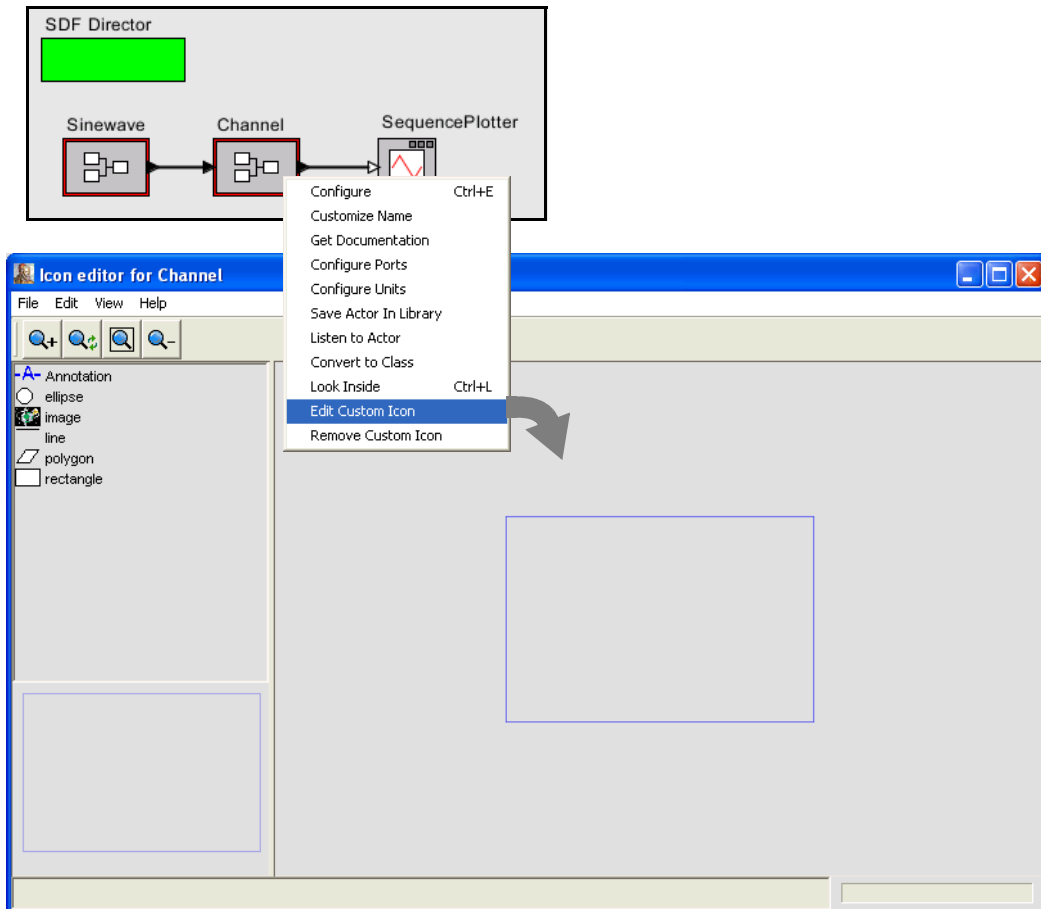 SDF Director
Sinewave Channel SequencePlotter
Configure Ctrl+E
Customize Name
Get Documentation
Configure Ports
Configure Units
Save Actor In Library
Listen to Actor
Convert to Class
Look Inside Ctrl+L
Edit Custom Icon
Remove Custom Icon
Icon editor for Channel
File Edit View Help
-A- Annotation
ellipse
image
line
polygon
rectangle